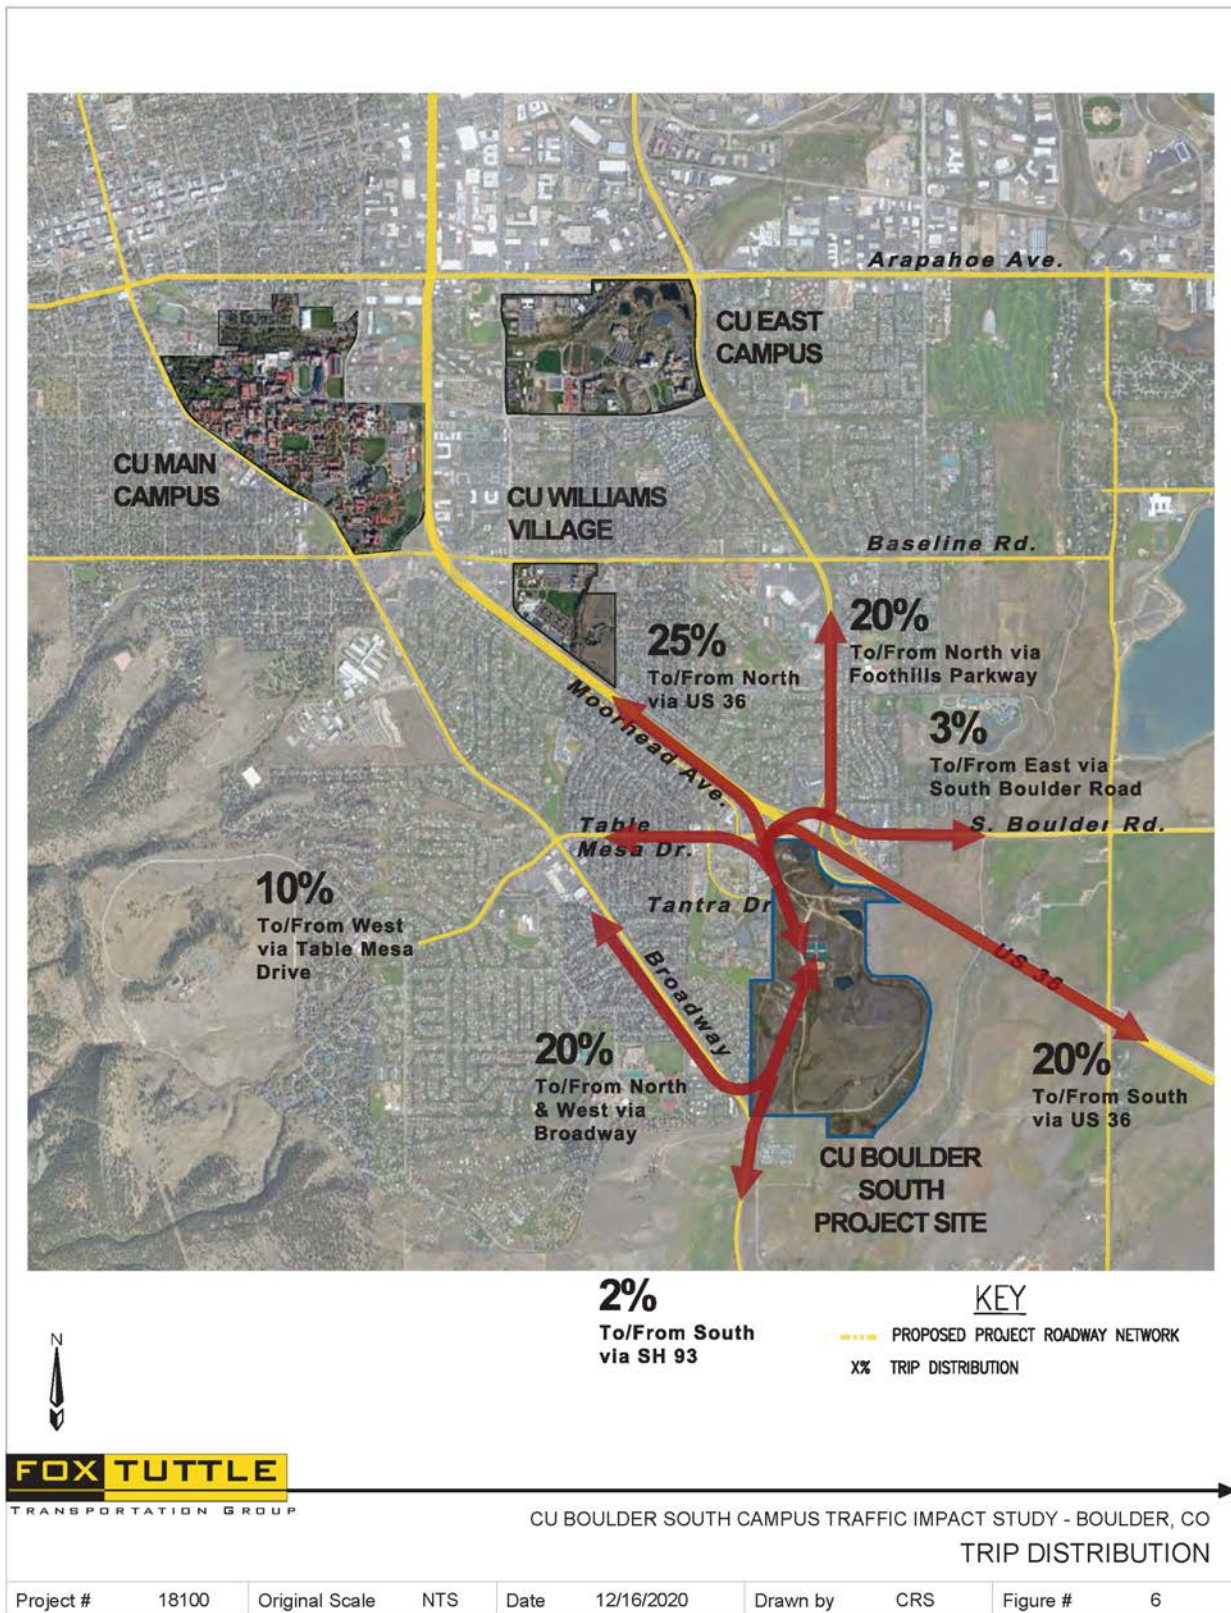 Arapahoe Ave.
CU EAST
CAMPUS
CU MAIN
CAMPUS
CU WILLIAMS
VILLAGE
Baseline Rd.
25%
To/From North
via US 36
20%
To/From North via
Foothills Parkway
Moorhead Ave.
3%
To/From East via
South Boulder Road
S. Boulder Rd.
Table
Mesa Dr.
10%
To/From West
via Table Mesa
Drive
Tantra Dr
Broadway
US 36
20%
To/From North
& West via
Broadway
20%
To/From South
via US 36
CU BOULDER
SOUTH
PROJECT SITE
2%
To/From South
via SH 93
KEY
PROPOSED PROJECT ROADWAY NETWORK
X% TRIP DISTRIBUTION
N
FOX TUTTLE
TRANSPORTATION GROUP
CU BOULDER SOUTH CAMPUS TRAFFIC IMPACT STUDY - BOULDER, CO
TRIP DISTRIBUTION
Project # 18100 Original Scale NTS Date 12/16/2020 Drawn by CRS Figure # 6